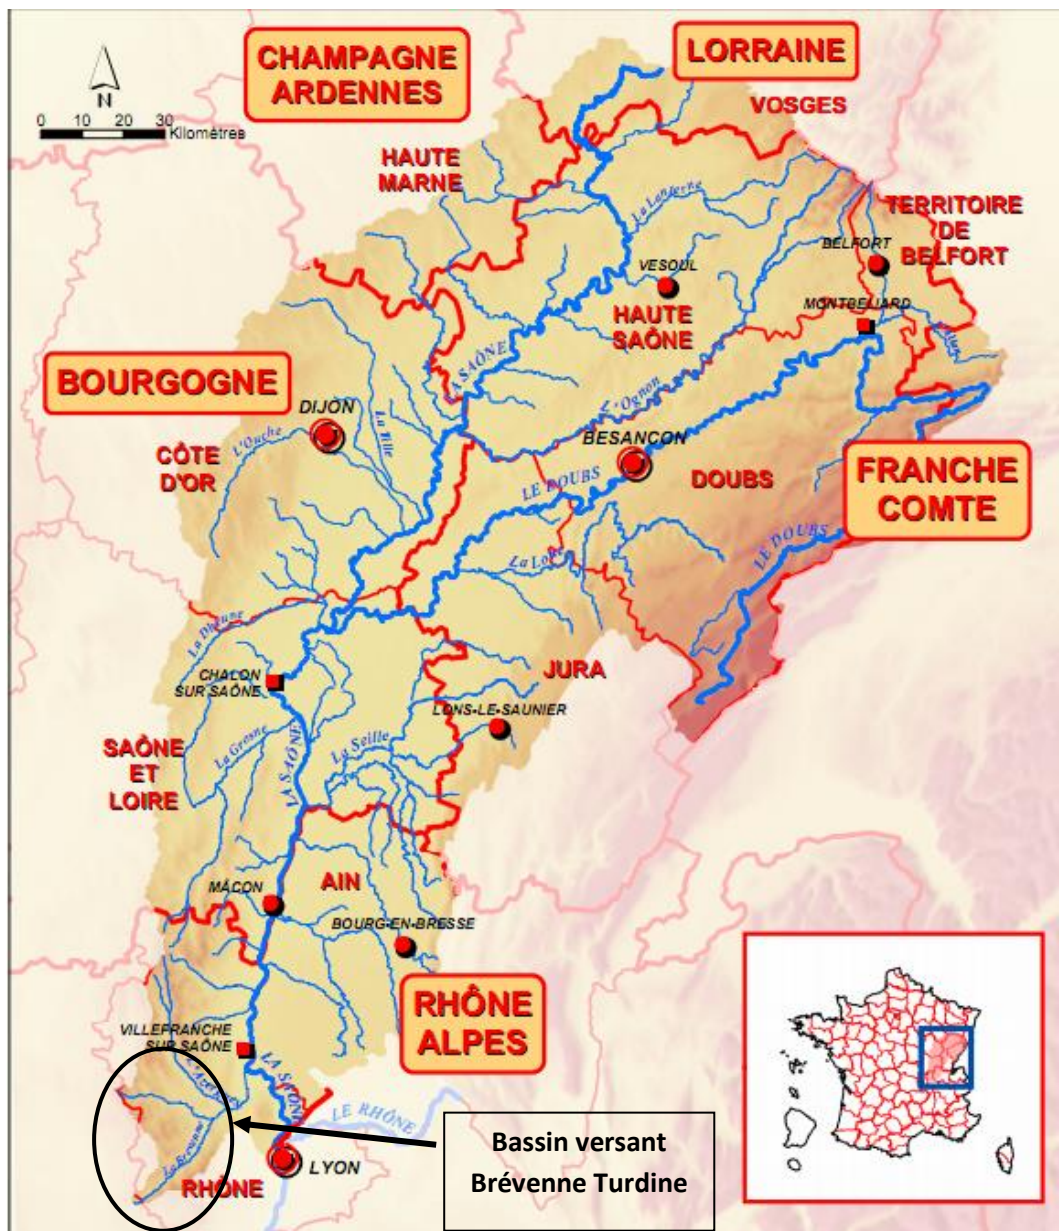 CHAMPAGNE
ARDENNES
LORRAINE
VOSGES
N
0 10 20 30
Kilomètres
HAUTE
MARNE
La Lanterne
TERRITOIRE
DE
BELFORT
BELFORT
VESOUL
MONTBELIARD
HAUTE
SAÔNE
LA SAÔNE
BOURGOGNE
L'Ognon
DIJON
La Tille
L'Ouche
BESANCON
CÔTE
D'OR
LE DOUBS
DOUBS
FRANCHE
COMTE
LE DOUBS
La Loue
La Dheune
CHALON
SUR SAÔNE
JURA
LONS-LE-SAUNIER
La Grosne
LA SAÔNE
La Seille
SAÔNE
ET
LOIRE
AIN
MÂCON
BOURG-EN-BRESSE
RHÔNE
ALPES
VILLEFRANCHE
SUR SAÔNE
LA SAÔNE
LE RHÔNE
La Brevenne
LYON
RHÔNE
Bassin versant
Brévenne Turdine